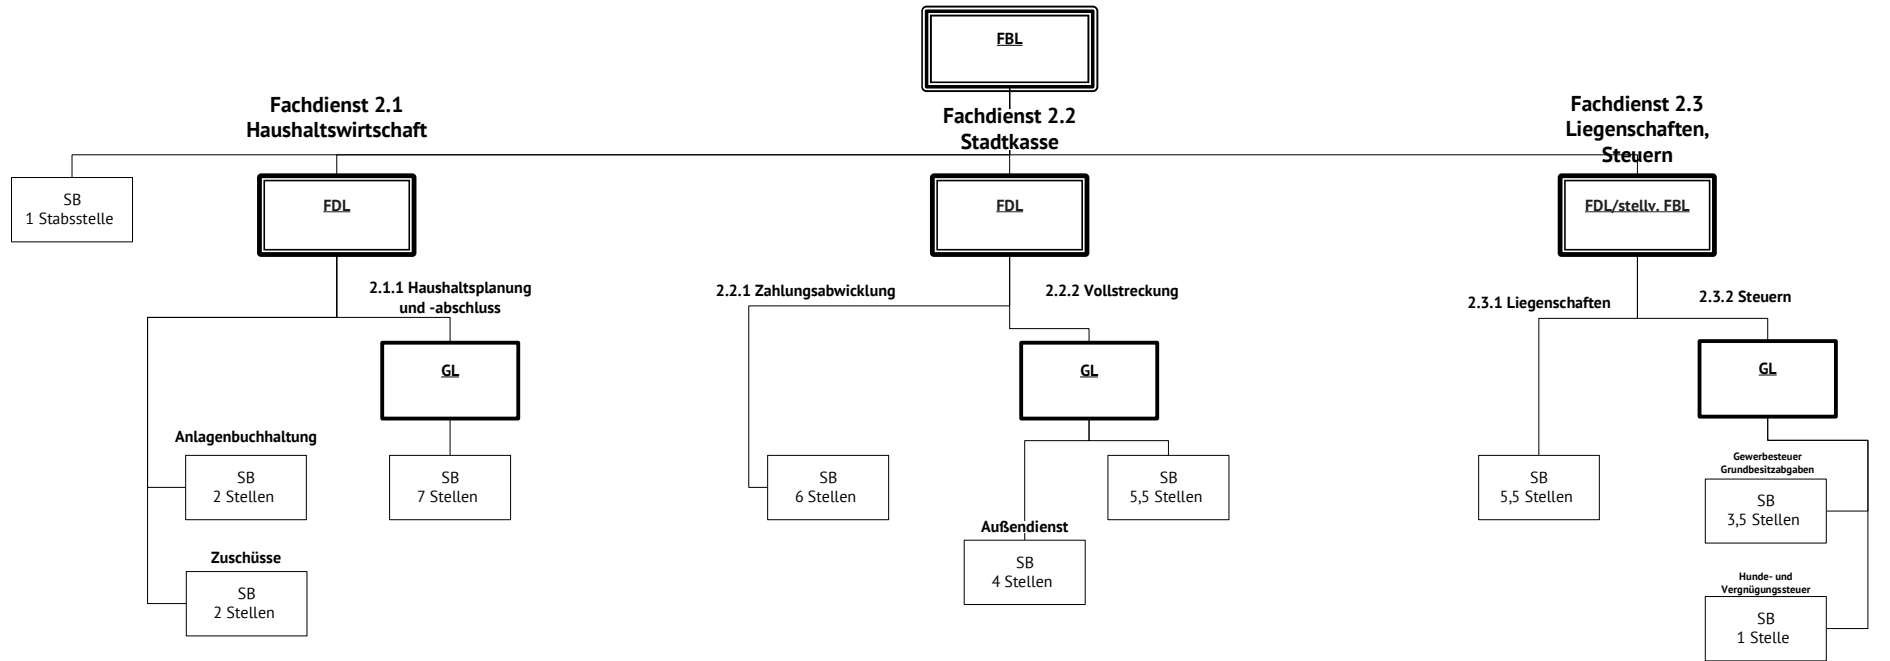 FBL
Fachdienst 2.1
Haushaltswirtschaft
Fachdienst 2.2
Stadtkasse
Fachdienst 2.3
Liegenschaften,
Steuern
SB
1 Stabsstelle
FDL
FDL
FDL/stellv. FBL
2.1.1 Haushaltsplanung
und -abschluss
2.2.1 Zahlungsabwicklung
2.2.2 Vollstreckung
2.3.1 Liegenschaften
2.3.2 Steuern
GL
GL
GL
Anlagenbuchhaltung
SB
2 Stellen
SB
7 Stellen
SB
6 Stellen
SB
5,5 Stellen
SB
5,5 Stellen
Gewerbesteuer
Grundbesitzabgaben
SB
3,5 Stellen
Außendienst
SB
4 Stellen
Zuschüsse
SB
2 Stellen
Hunde- und
Vergnügungssteuer
SB
1 Stelle